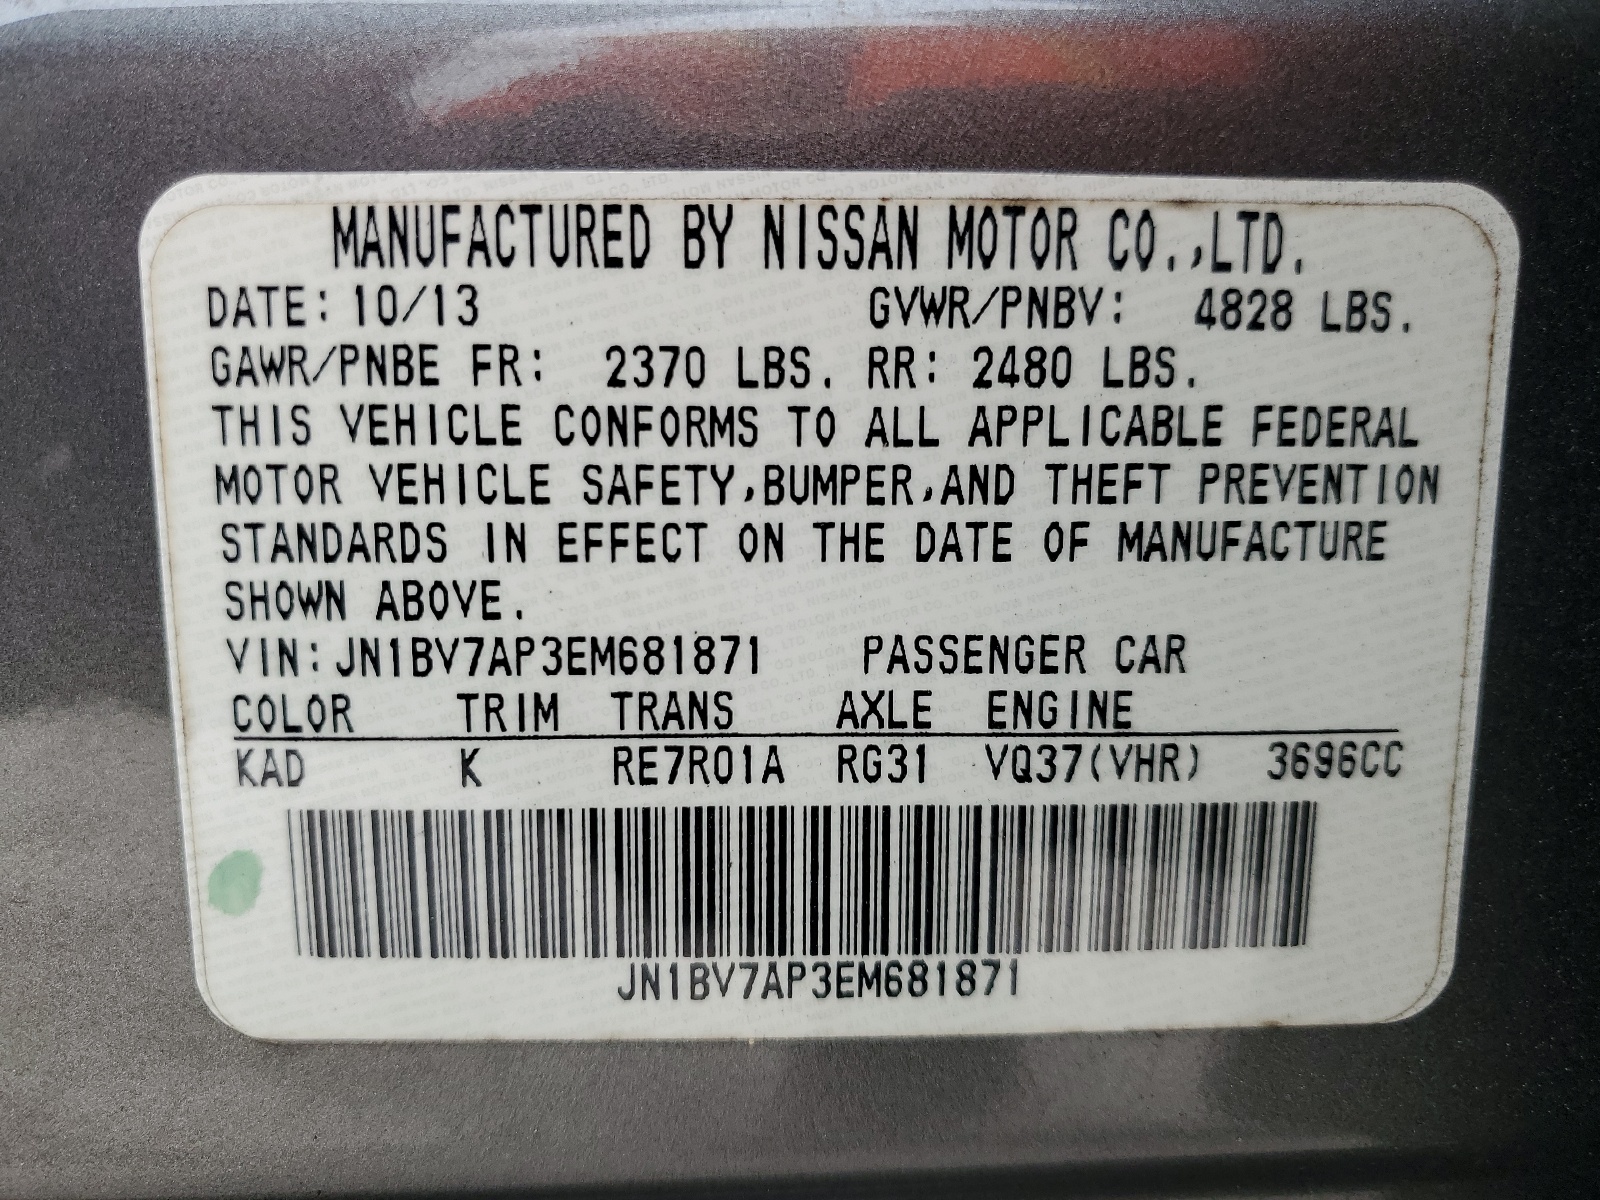 MANUFACTURED BY NISSAN MOTOR CO.,LTD.
DATE: 10/13 GVWR/PNBV: 4828 LBS.
GAWR/PNBE FR: 2370 LBS. RR: 2480 LBS.
THIS VEHICLE CONFORMS TO ALL APPLICABLE FEDERAL
MOTOR VEHICLE SAFETY,BUMPER,AND THEFT PREVENTION
STANDARDS IN EFFECT ON THE DATE OF MANUFACTURE
SHOWN ABOVE.
VIN:JN1BV7AP3EM681871 PASSENGER CAR
COLOR TRIM TRANS AXLE ENGINE
KAD K RE7R01A RG31 VQ37(VHR) 3696CC
JN1BV7AP3EM681871